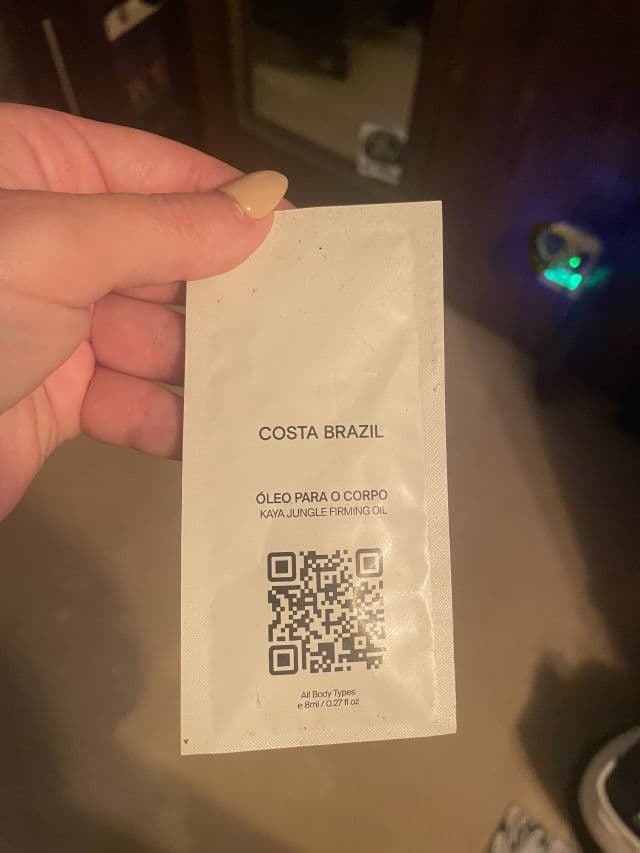 COSTA BRAZIL
ÓLEO PARA O CORPO
KAYA JUNGLE FIRMING OIL
All Body Types
e 8ml / 0.27 fl oz